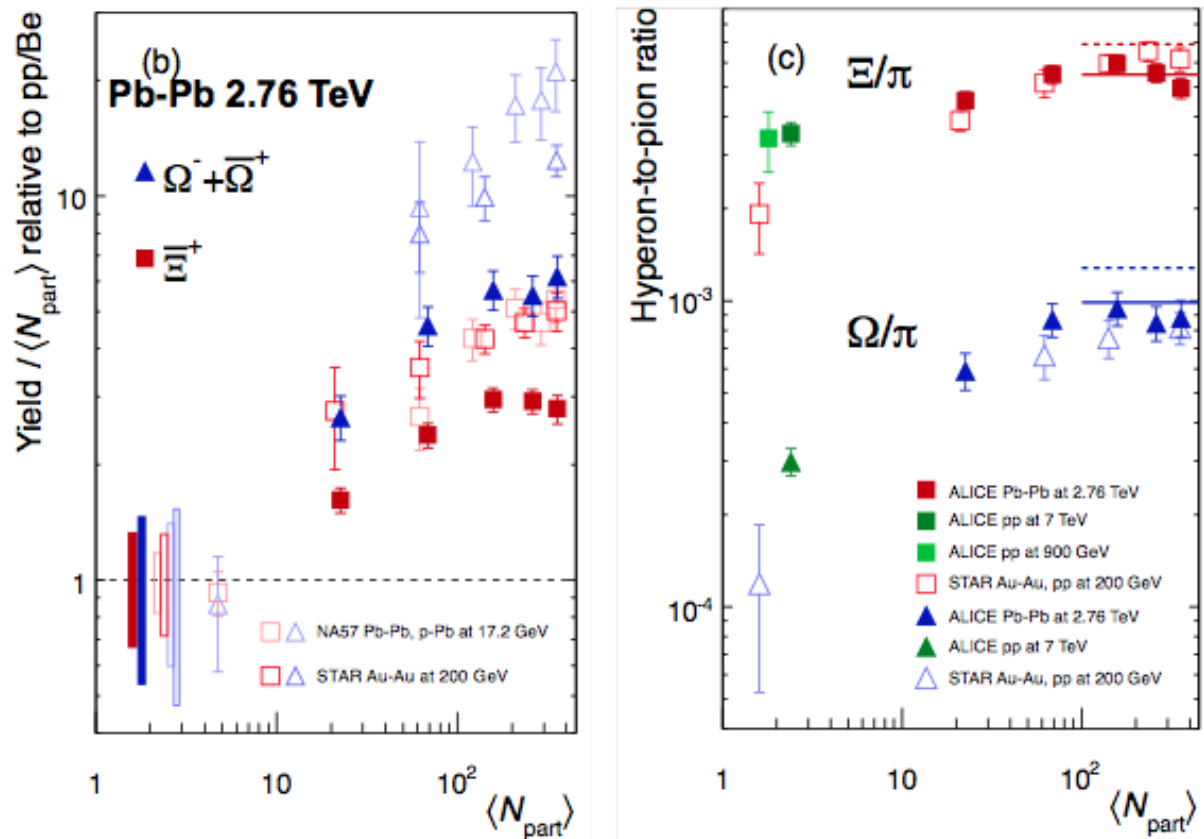 (b)
Pb-Pb 2.76 TeV
Ω⁻+Ω̅⁺
Ξ̅⁺
Yield / ⟨N_part⟩ relative to pp/Be
10
1
NA57 Pb-Pb, p-Pb at 17.2 GeV
STAR Au-Au at 200 GeV
1 10 10²
⟨N_part⟩
(c)
Ξ/π
Hyperon-to-pion ratio
10⁻³
Ω/π
10⁻⁴
ALICE Pb-Pb at 2.76 TeV
ALICE pp at 7 TeV
ALICE pp at 900 GeV
STAR Au-Au, pp at 200 GeV
ALICE Pb-Pb at 2.76 TeV
ALICE pp at 7 TeV
STAR Au-Au, pp at 200 GeV
1 10 10²
⟨N_part⟩